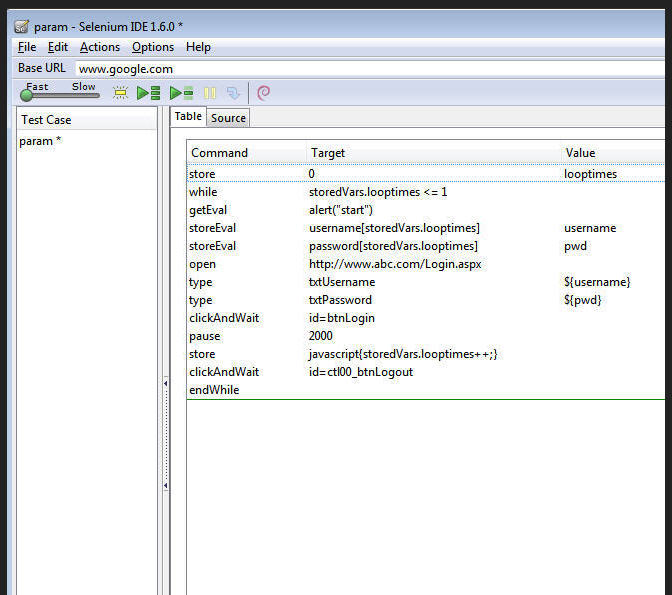 param - Selenium IDE 1.6.0 *
File Edit Actions Options Help
Base URL www.google.com
Fast Slow
Test Case
param *
Table Source
Command Target Value
store 0 looptimes
while storedVars.looptimes <= 1
getEval alert("start")
storeEval username[storedVars.looptimes] username
storeEval password[storedVars.looptimes] pwd
open http://www.abc.com/Login.aspx
type txtUsername ${username}
type txtPassword ${pwd}
clickAndWait id=btnLogin
pause 2000
store javascript{storedVars.looptimes++;}
clickAndWait id=ctl00_btnLogout
endWhile